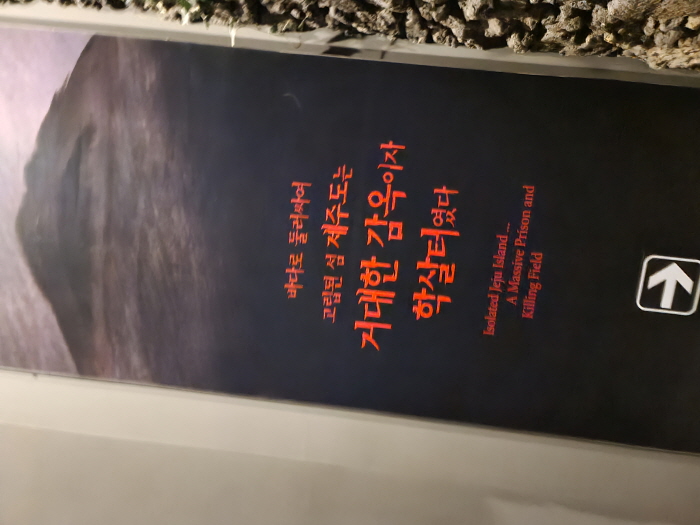 바다로 둘러싸여
고립된 섬 제주도는
거대한 감옥이자
학살터였다
Isolated Jeju Island ...
A Massive Prison and
Killing Field